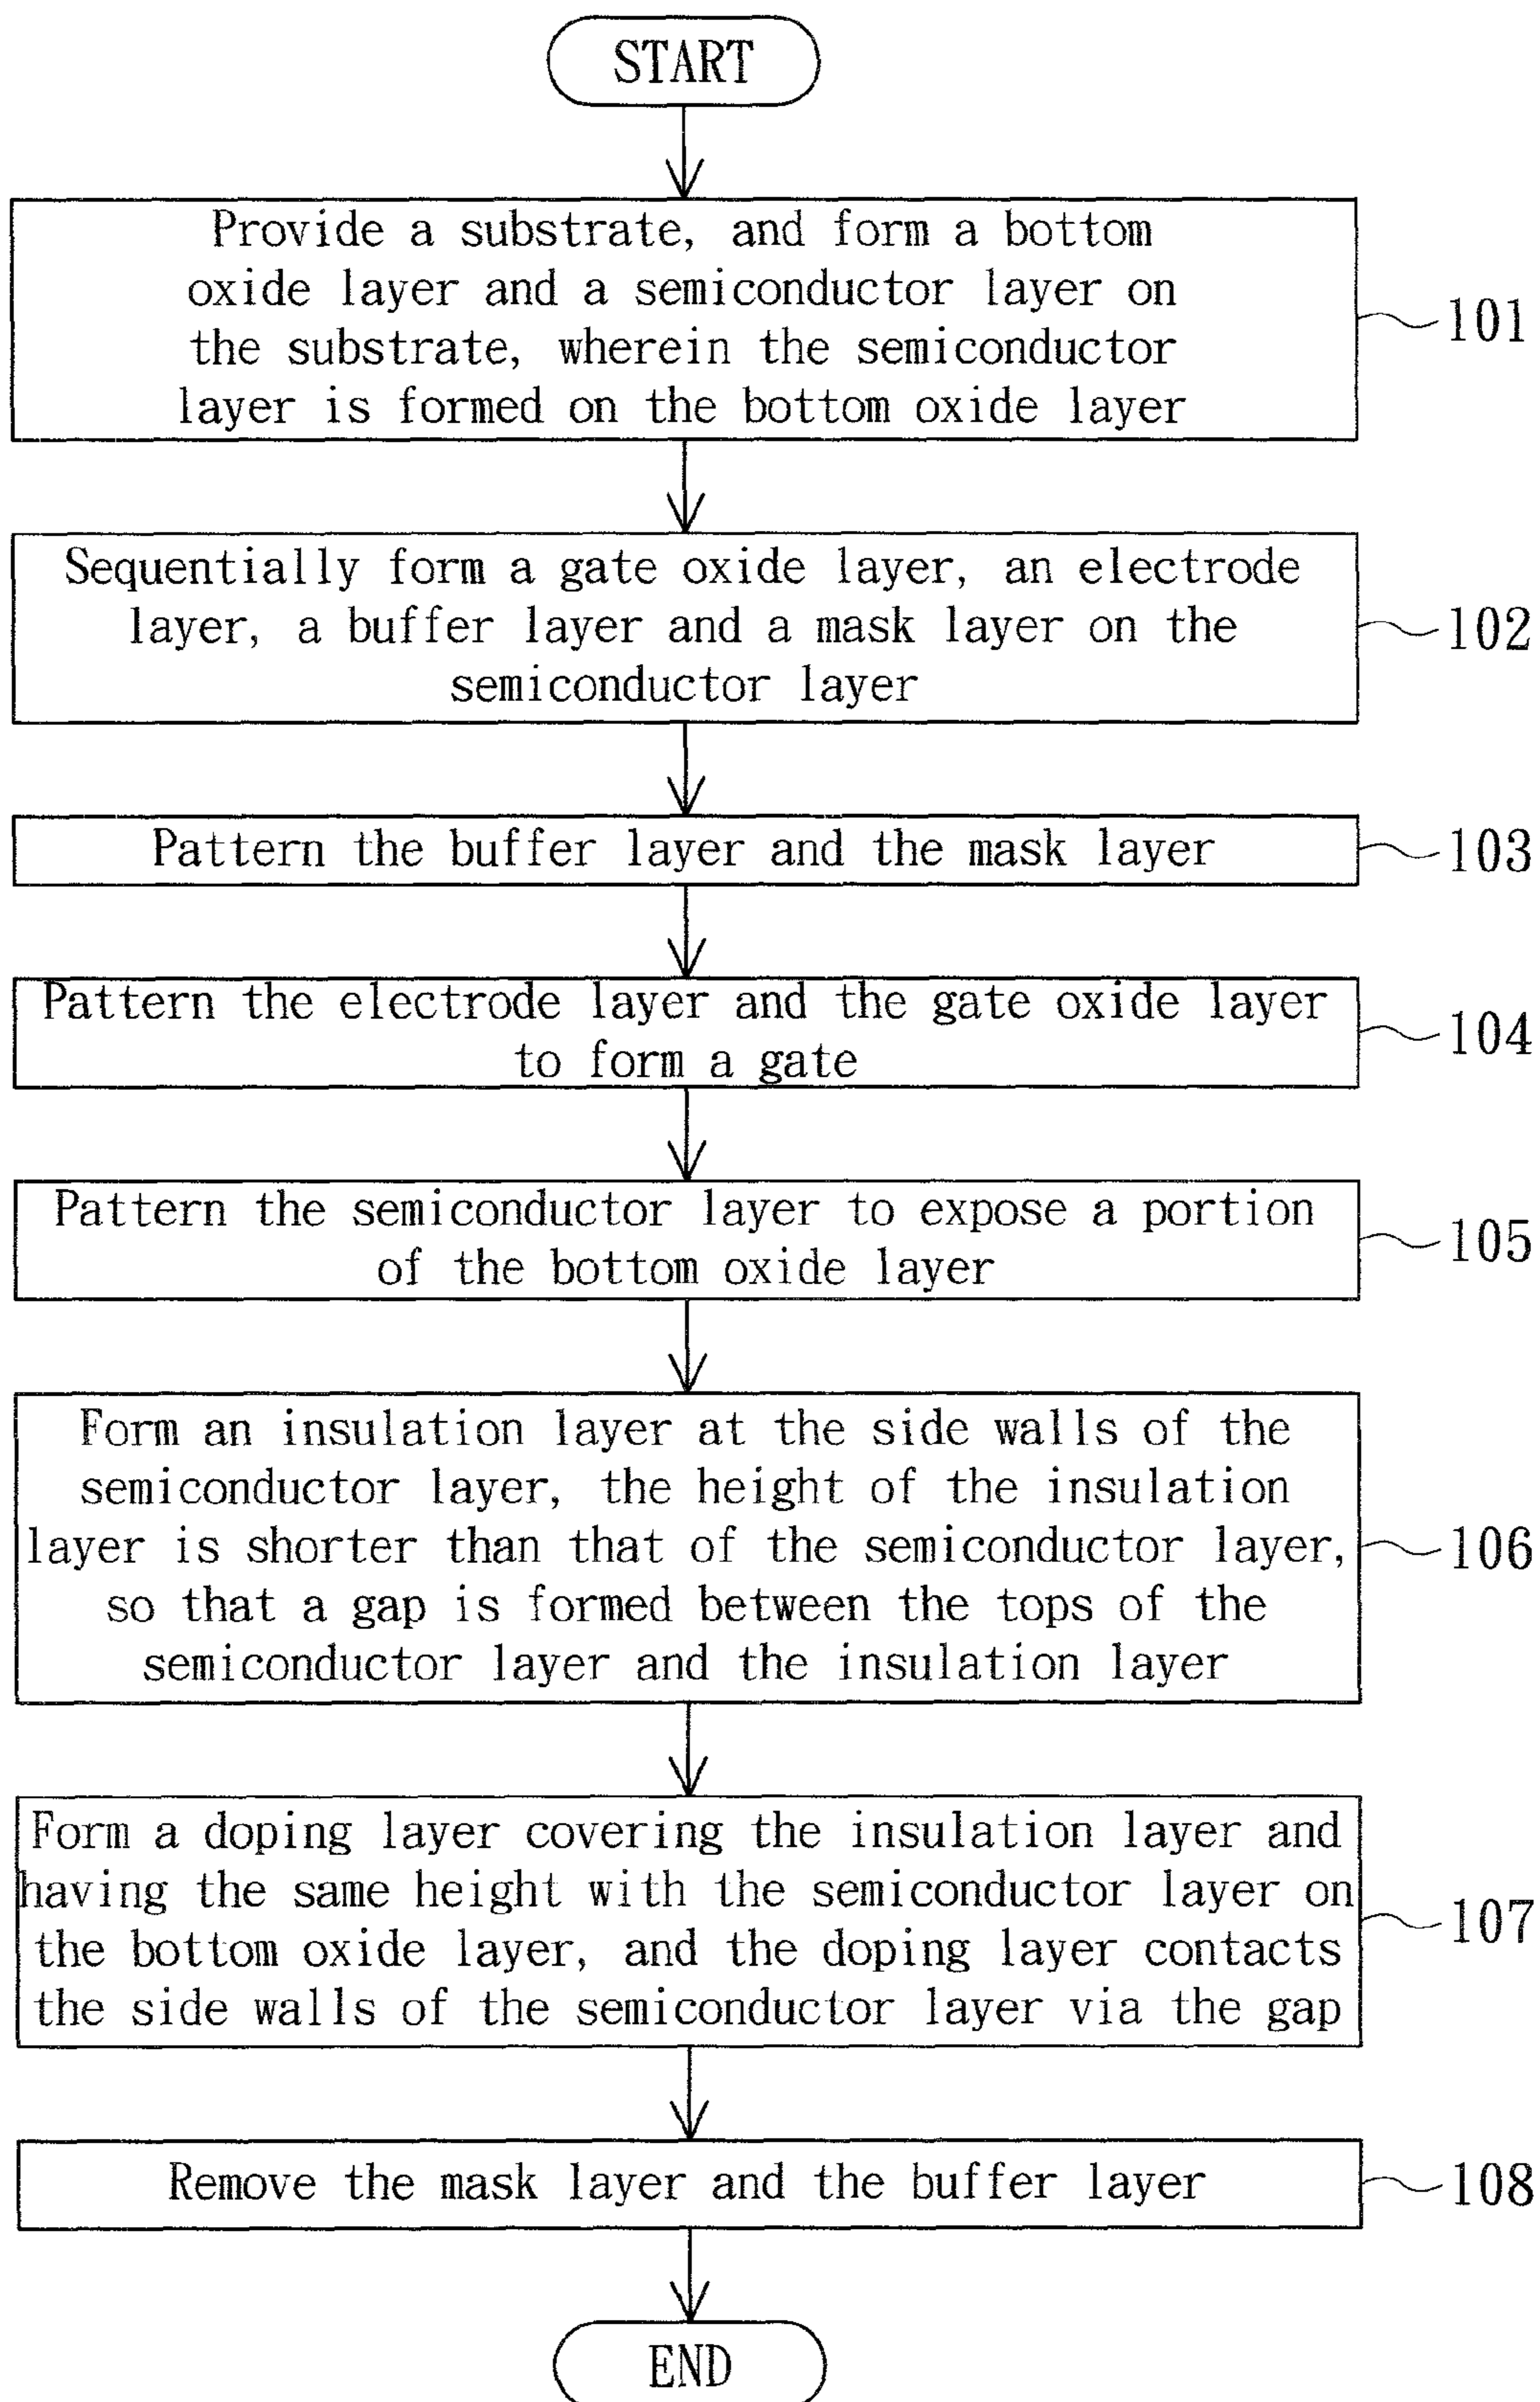 START
Provide a substrate, and form a bottom
oxide layer and a semiconductor layer on
the substrate, wherein the semiconductor
layer is formed on the bottom oxide layer
101
Sequentially form a gate oxide layer, an electrode
layer, a buffer layer and a mask layer on the
semiconductor layer
102
Pattern the buffer layer and the mask layer
103
Pattern the electrode layer and the gate oxide layer
to form a gate
104
Pattern the semiconductor layer to expose a portion
of the bottom oxide layer
105
Form an insulation layer at the side walls of the
semiconductor layer, the height of the insulation
layer is shorter than that of the semiconductor layer,
so that a gap is formed between the tops of the
semiconductor layer and the insulation layer
106
Form a doping layer covering the insulation layer and
having the same height with the semiconductor layer on
the bottom oxide layer, and the doping layer contacts
the side walls of the semiconductor layer via the gap
107
Remove the mask layer and the buffer layer
108
END